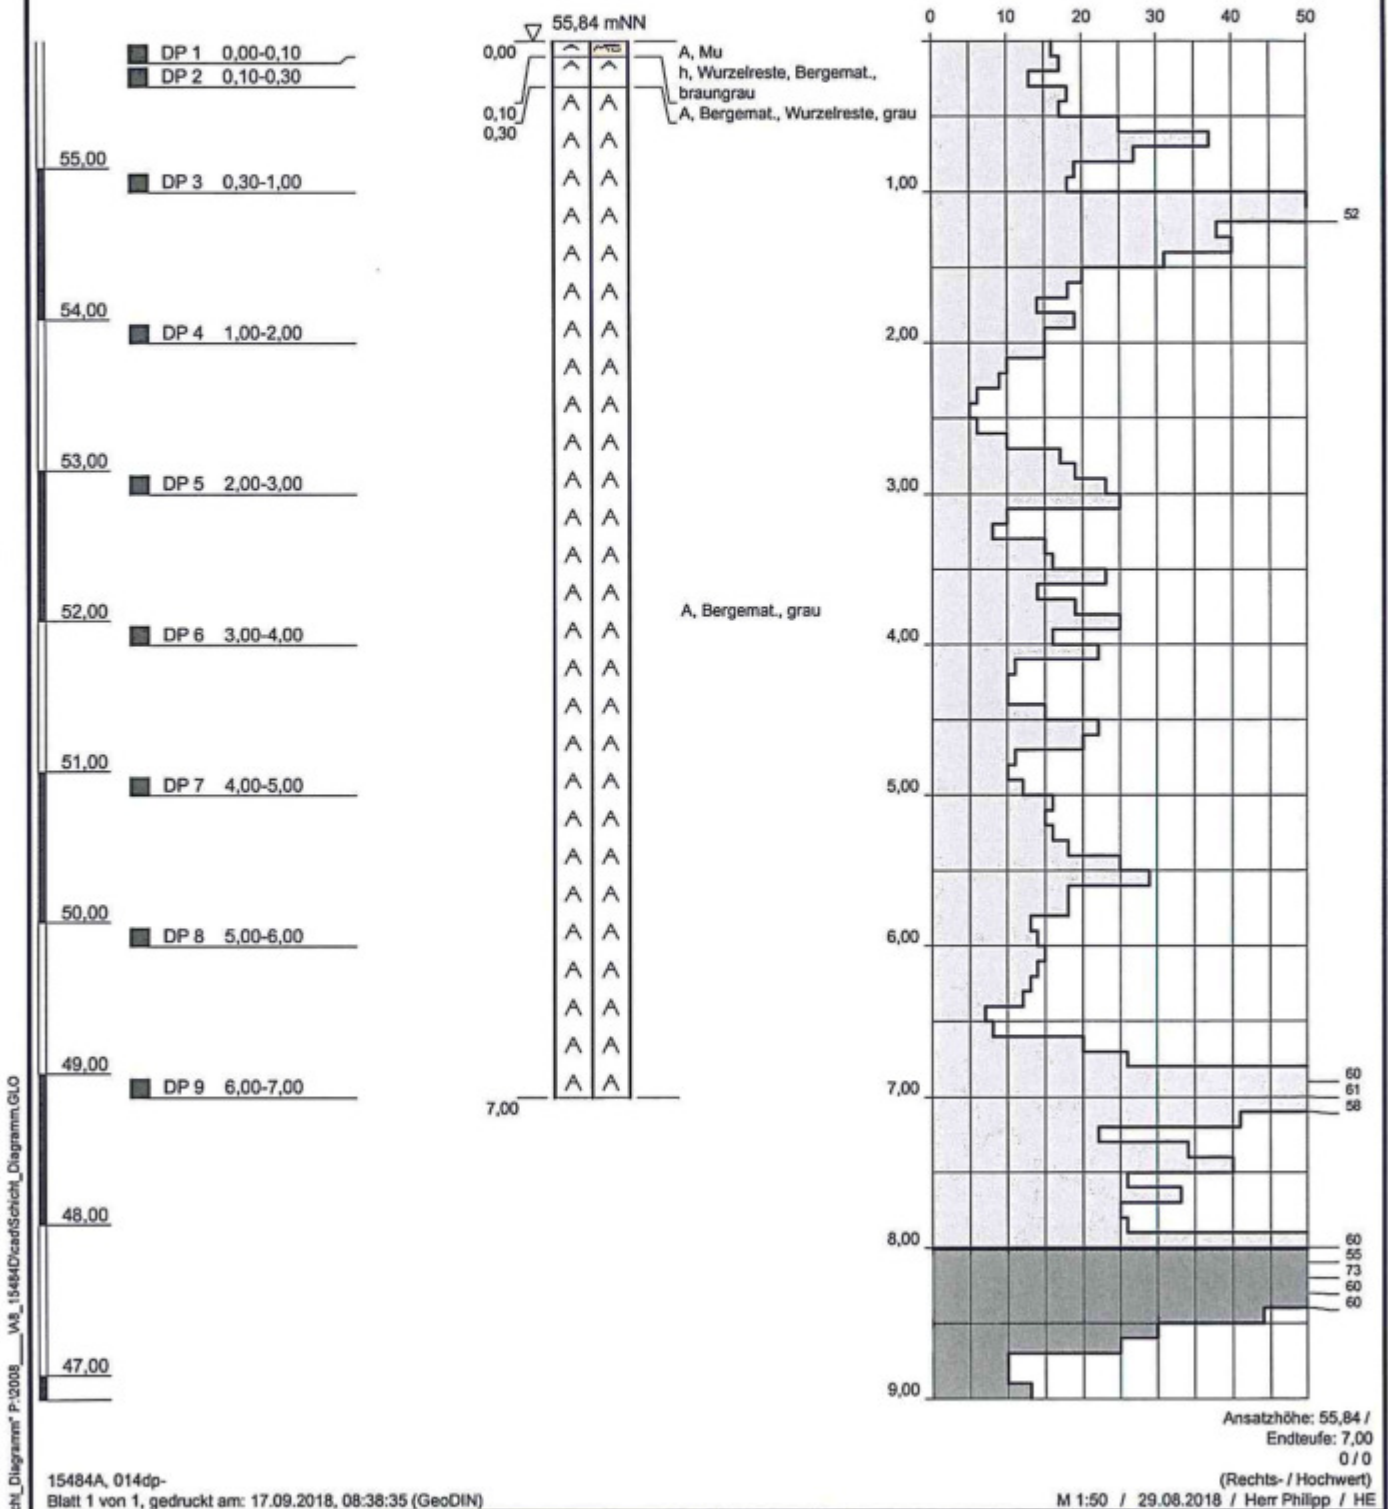 0 10 20 30 40 50
55,84 mNN
0,00
0,10
0,30
DP 1 0,00-0,10
DP 2 0,10-0,30
A, Mu
h, Wurzelreste, Bergemat.,
braungrau
A, Bergemat., Wurzelreste, grau
55,00
DP 3 0,30-1,00
1,00
52
54,00
DP 4 1,00-2,00
2,00
53,00
DP 5 2,00-3,00
3,00
52,00
DP 6 3,00-4,00
A, Bergemat., grau
4,00
51,00
DP 7 4,00-5,00
5,00
50,00
DP 8 5,00-6,00
6,00
49,00
DP 9 6,00-7,00
7,00
7,00
60
61
58
48,00
8,00
60
55
73
60
60
47,00
9,00
Ansatzhöhe: 55,84 /
Endteufe: 7,00
0 / 0
(Rechts- / Hochwert)
M 1:50 / 29.08.2018 / Herr Philipp / HE
15484A, 014dp-
Blatt 1 von 1, gedruckt am: 17.09.2018, 08:38:35 (GeoDIN)